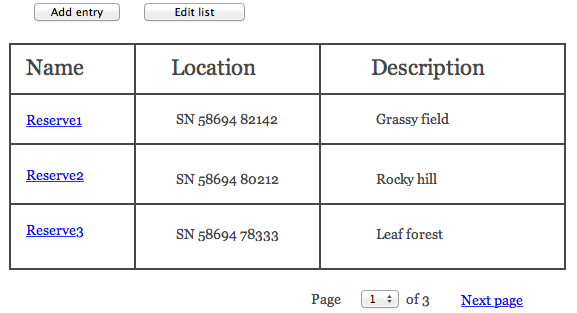 Add entry Edit list
Name Location Description
Reserve1 SN 58694 82142 Grassy field
Reserve2 SN 58694 80212 Rocky hill
Reserve3 SN 58694 78333 Leaf forest
Page 1 of 3 Next page